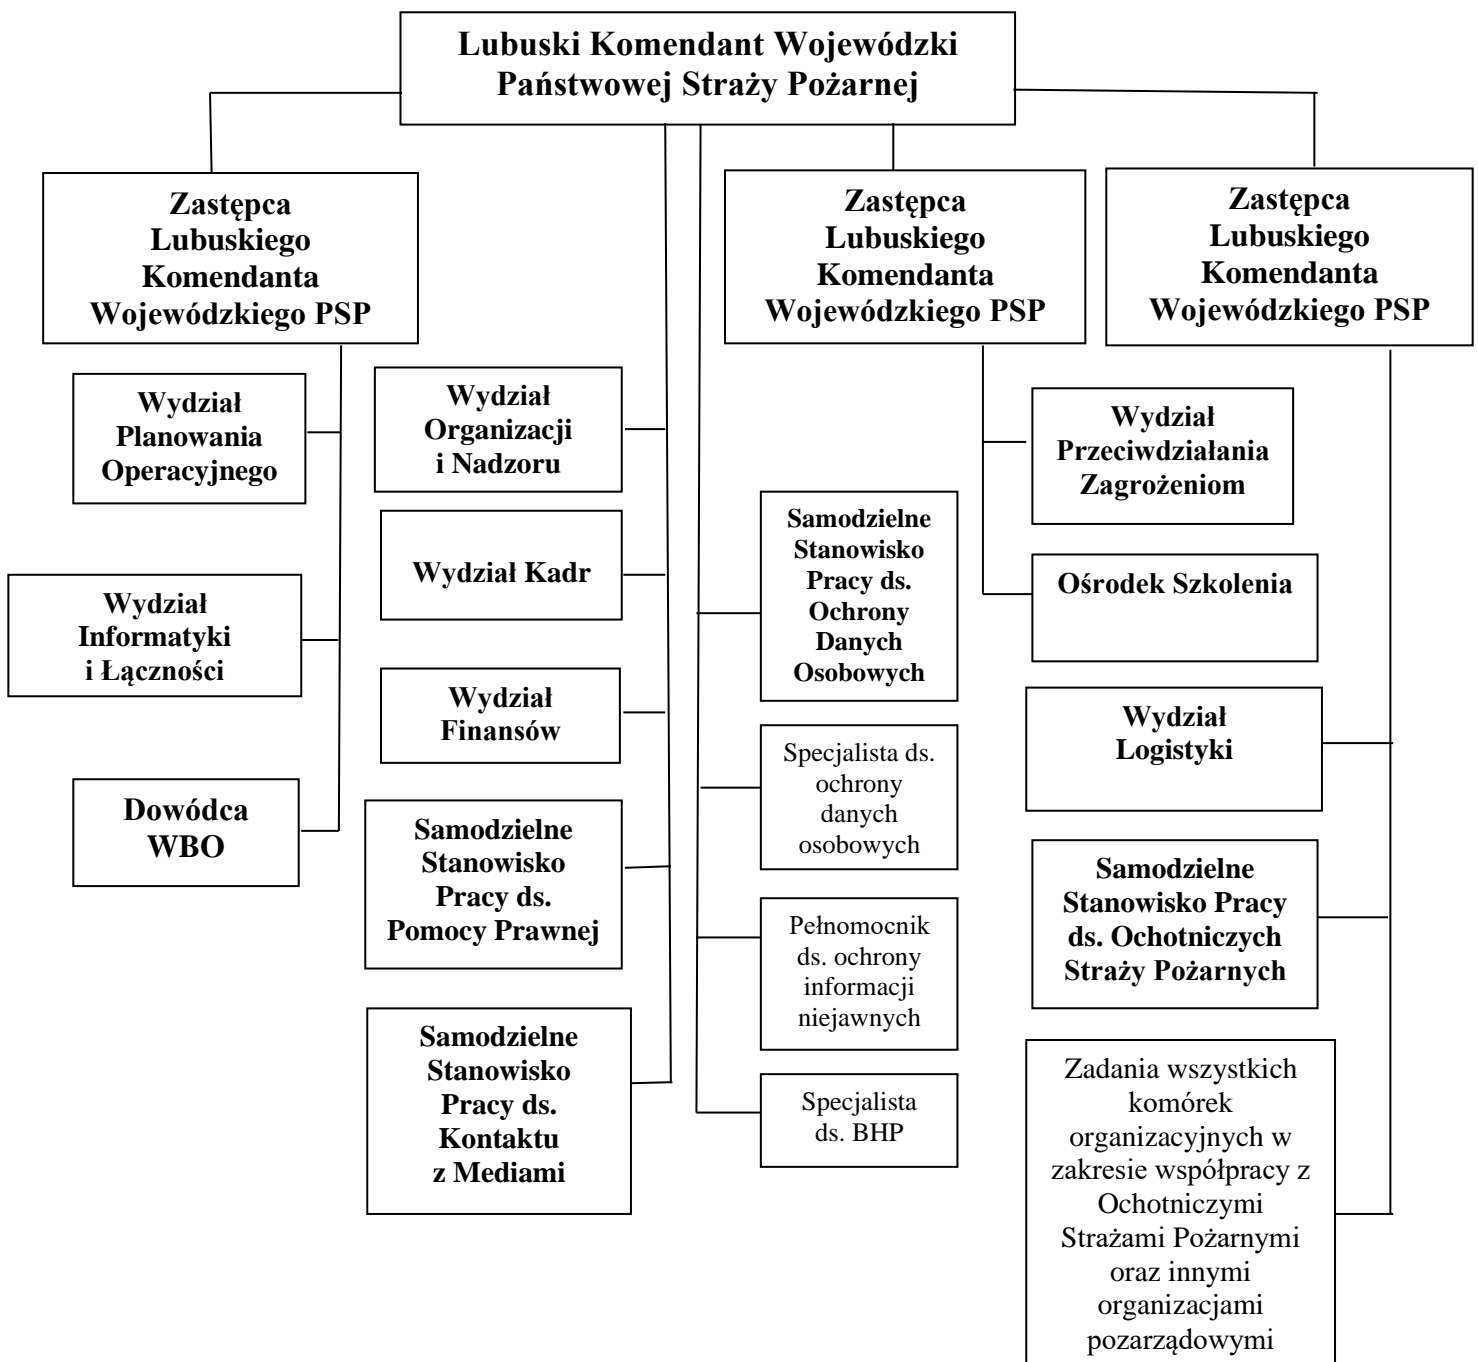 Lubuski Komendant Wojewódzki
Państwowej Straży Pożarnej
Zastępca
Lubuskiego
Komendanta
Wojewódzkiego PSP
Wydział
Planowania
Operacyjnego
Wydział
Informatyki
i Łączności
Dowódca
WBO
Wydział
Organizacji
i Nadzoru
Wydział Kadr
Wydział
Finansów
Samodzielne
Stanowisko
Pracy ds.
Pomocy Prawnej
Samodzielne
Stanowisko
Pracy ds.
Kontaktu
z Mediami
Samodzielne
Stanowisko
Pracy ds.
Ochrony
Danych
Osobowych
Specjalista ds.
ochrony
danych
osobowych
Pełnomocnik
ds. ochrony
informacji
niejawnych
Specjalista
ds. BHP
Zastępca
Lubuskiego
Komendanta
Wojewódzkiego PSP
Wydział
Przeciwdziałania
Zagrożeniom
Ośrodek Szkolenia
Zastępca
Lubuskiego
Komendanta
Wojewódzkiego PSP
Wydział
Logistyki
Samodzielne
Stanowisko Pracy
ds. Ochotniczych
Straży Pożarnych
Zadania wszystkich
komórek
organizacyjnych w
zakresie współpracy z
Ochotniczymi
Strażami Pożarnymi
oraz innymi
organizacjami
pozarządowymi